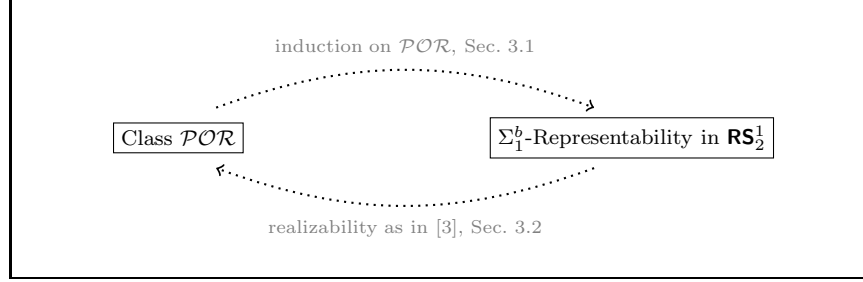 induction on 𝒫𝒪ℛ, Sec. 3.1
Class 𝒫𝒪ℛ
Σ₁ᵇ-Representability in 𝗥𝗦₂¹
realizability as in [3], Sec. 3.2